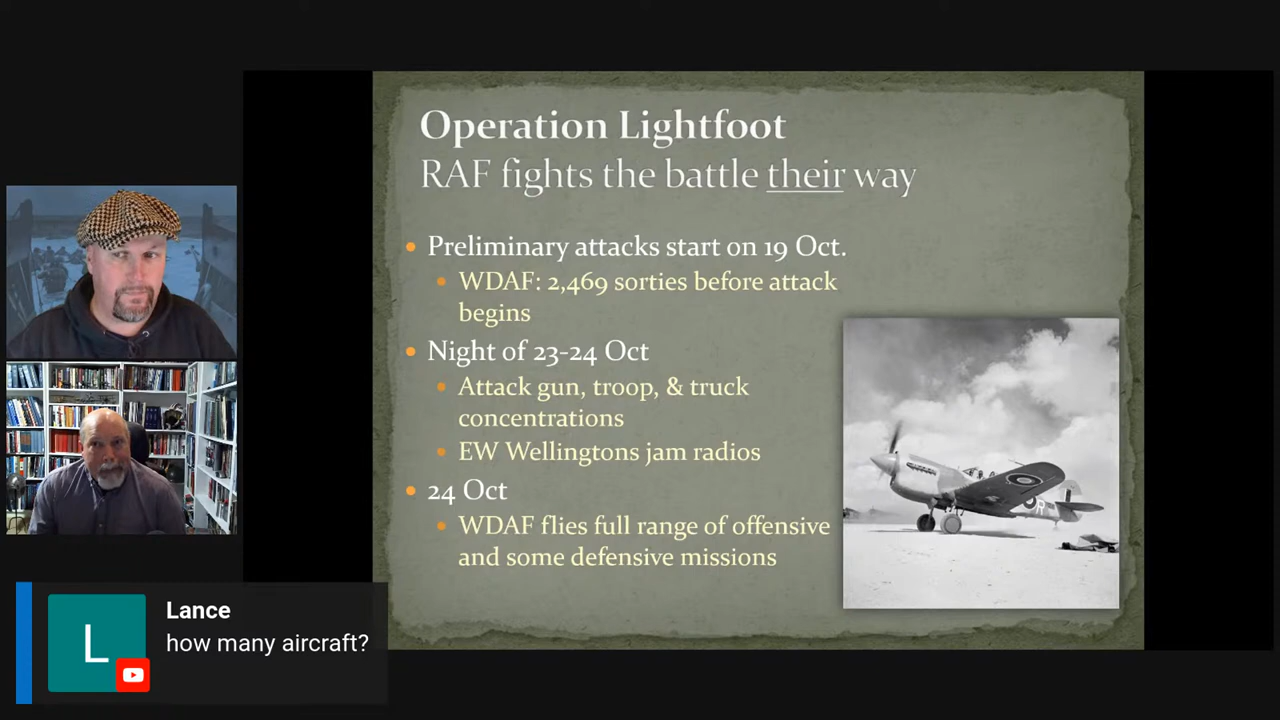 Operation Lightfoot
RAF fights the battle their way
Preliminary attacks start on 19 Oct.
WDAF: 2,469 sorties before attack
begins
Night of 23-24 Oct
Attack gun, troop, & truck
concentrations
EW Wellingtons jam radios
24 Oct
WDAF flies full range of offensive
and some defensive missions
L
Lance
how many aircraft?